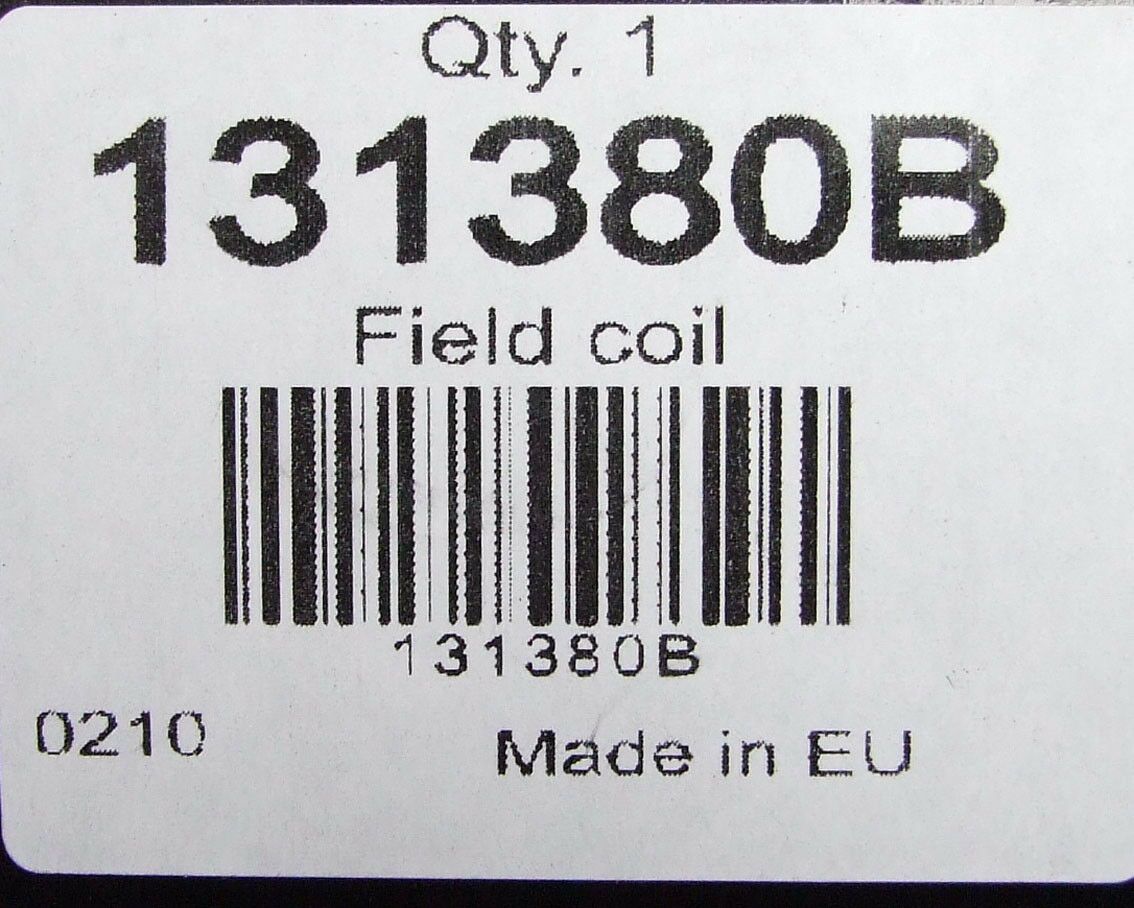 Qty. 1
131380B
Field coil
131380B
0210
Made in EU